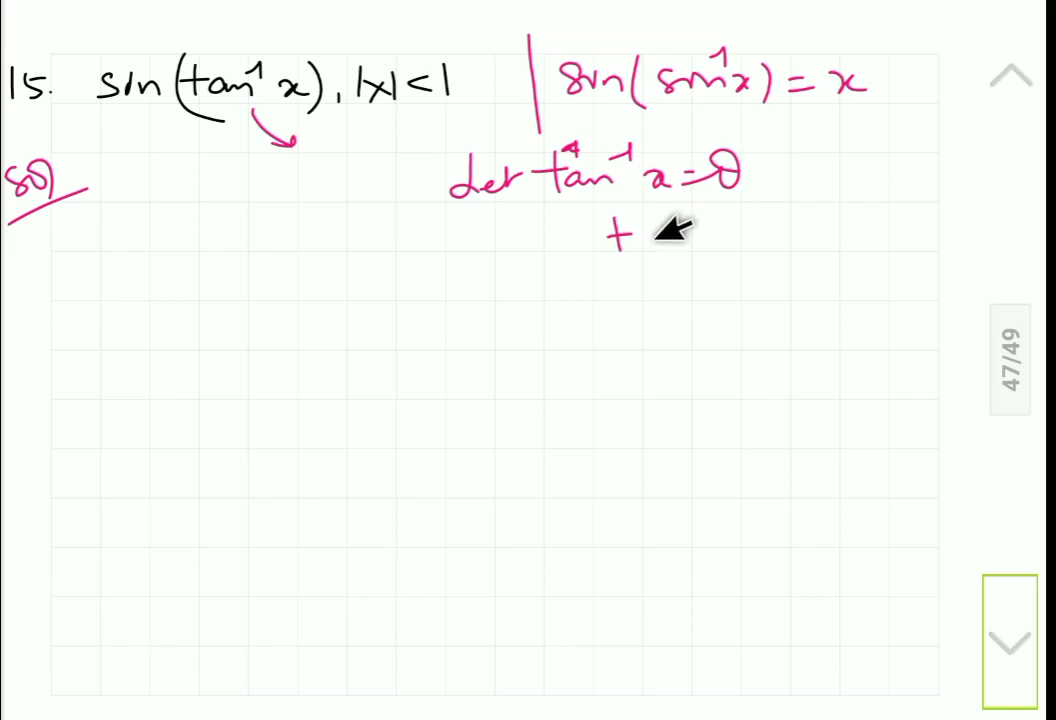 15. sin(tan⁻¹ x), |x| < 1 | sin(sin⁻¹x) = x
Sol
Let tan⁻¹ x = θ
+
47/49